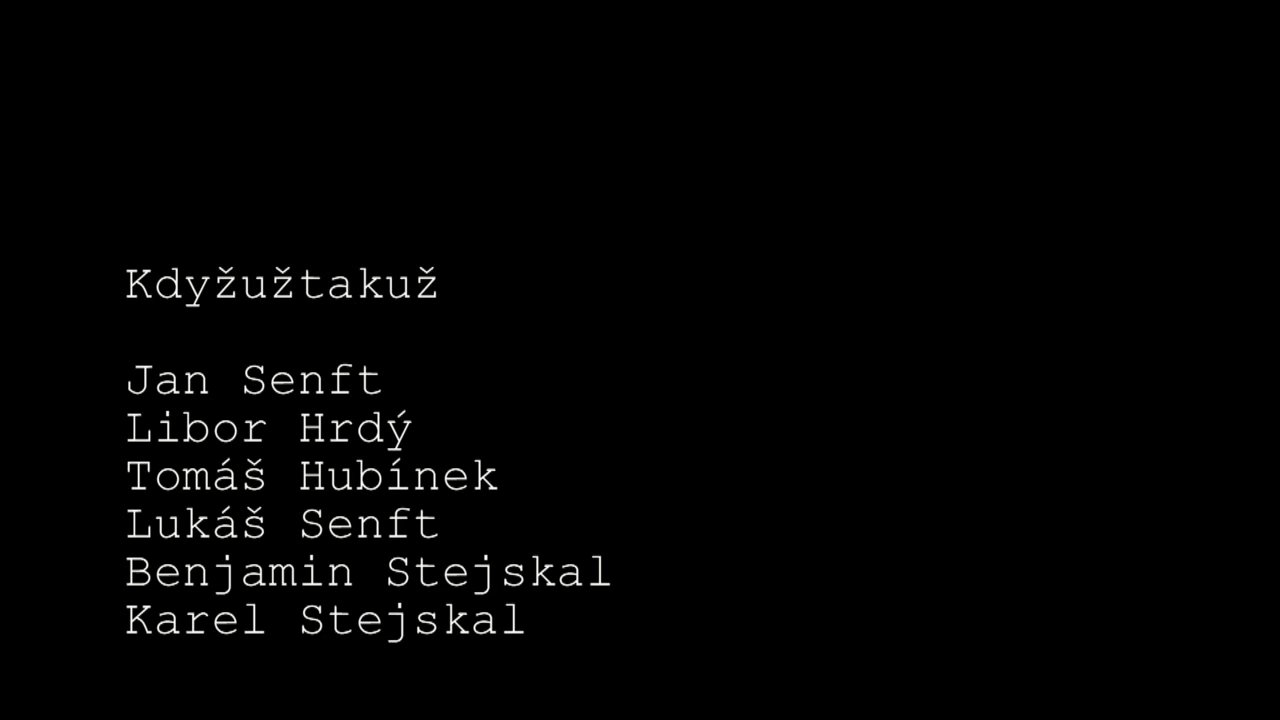 Kdyžužtakuž
Jan Senft
Libor Hrdý
Tomáš Hubínek
Lukáš Senft
Benjamin Stejskal
Karel Stejskal